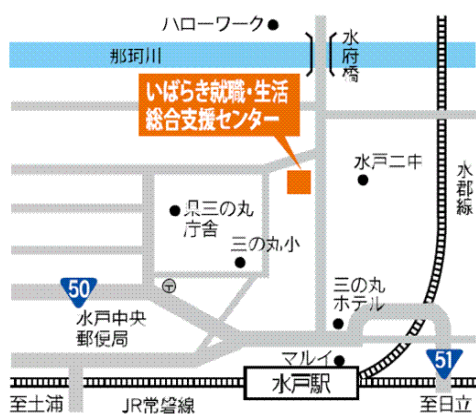 ハローワーク
水府橋
那珂川
いばらき就職・生活
総合支援センター
水戸二中
水郡線
県三の丸
庁舎
三の丸小
50
〒
三の丸
ホテル
水戸中央
郵便局
マルイ
51
水戸駅
至土浦
JR常磐線
至日立